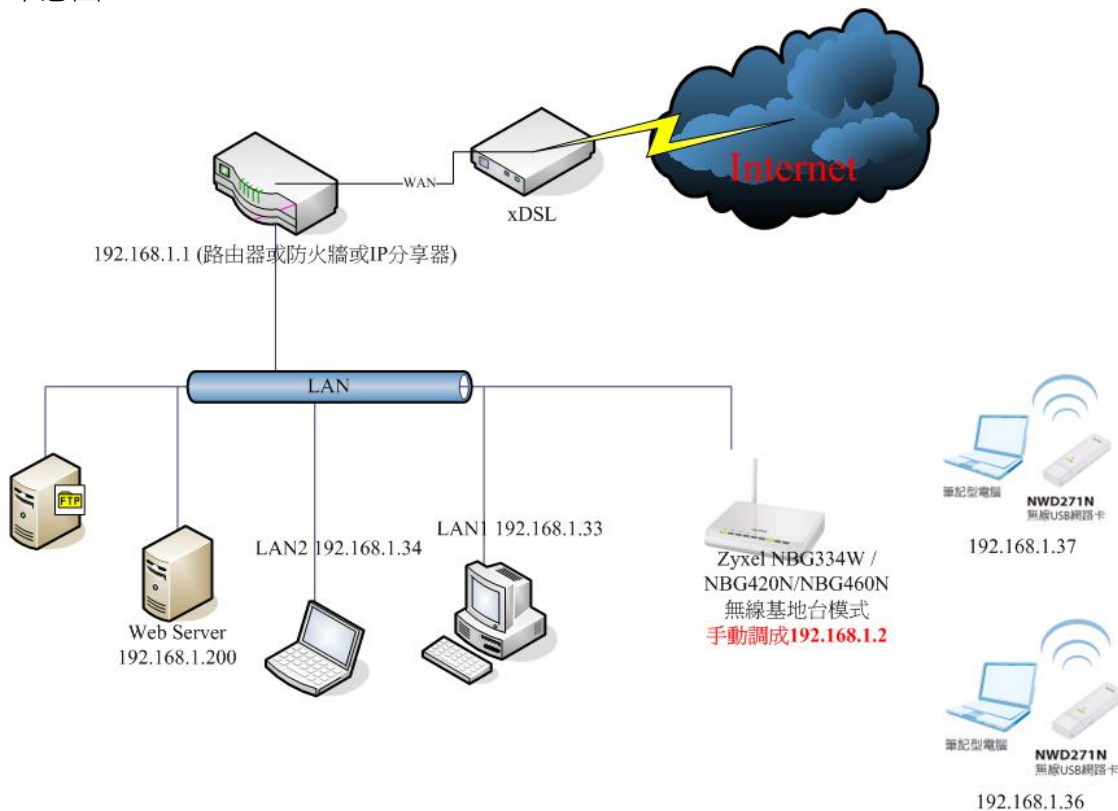 Internet
WAN
xDSL
192.168.1.1 (路由器或防火牆或IP分享器)
LAN
FTP
LAN2 192.168.1.34
LAN1 192.168.1.33
Web Server
192.168.1.200
Zyxel NBG334W /
NBG420N/NBG460N
無線基地台模式
手動調成192.168.1.2
筆記型電腦
NWD271N
無線USB網路卡
192.168.1.37
筆記型電腦
NWD271N
無線USB網路卡
192.168.1.36